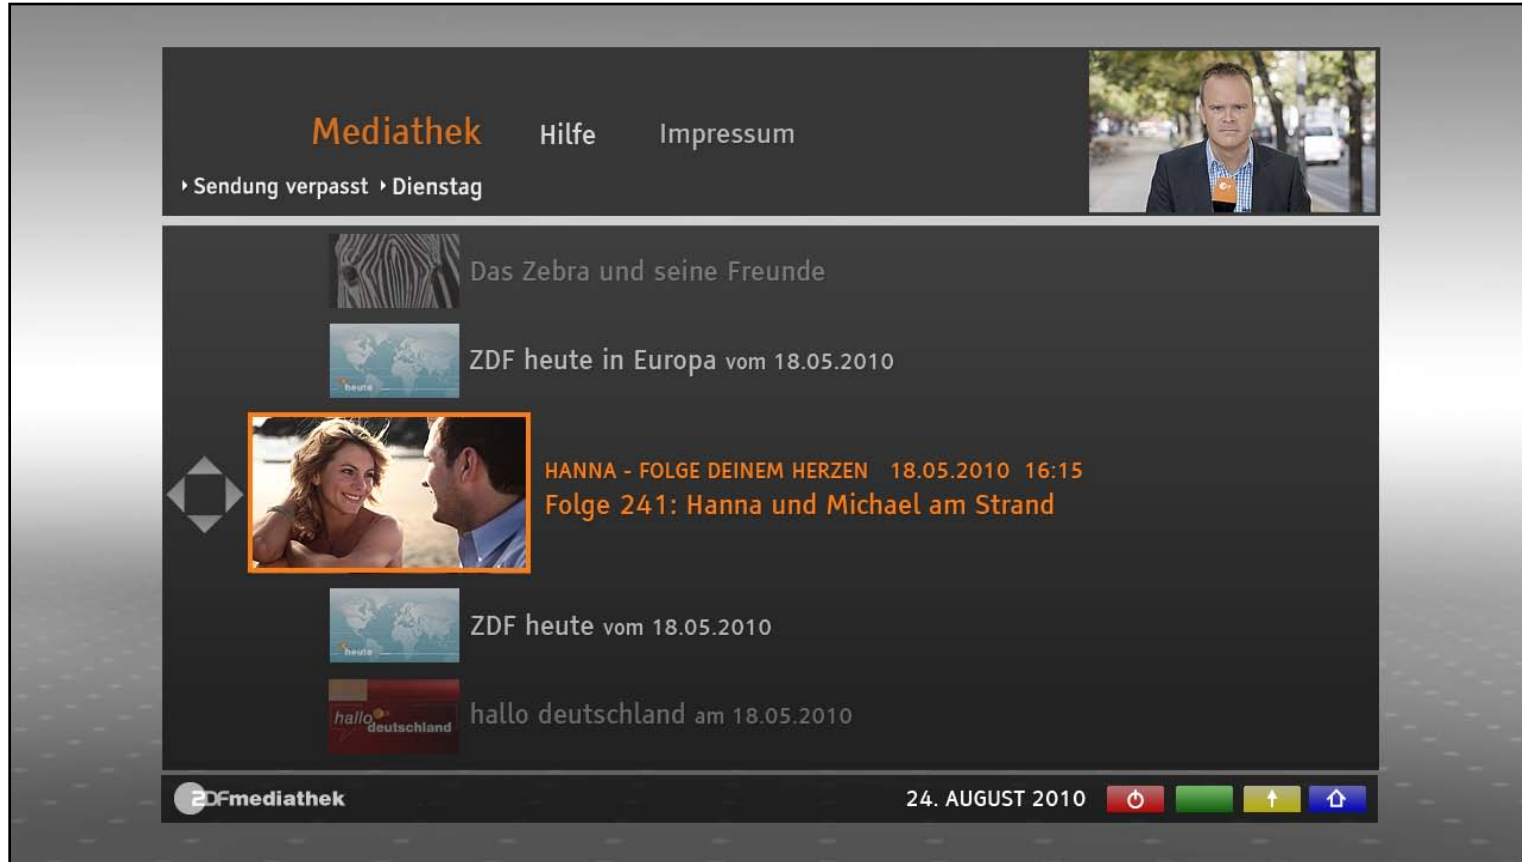 Mediathek Hilfe Impressum
Sendung verpasst Dienstag
Das Zebra und seine Freunde
heute
ZDF heute in Europa vom 18.05.2010
HANNA - FOLGE DEINEM HERZEN 18.05.2010 16:15
Folge 241: Hanna und Michael am Strand
heute
ZDF heute vom 18.05.2010
hallo
deutschland
hallo deutschland am 18.05.2010
ZDFmediathek
24. AUGUST 2010